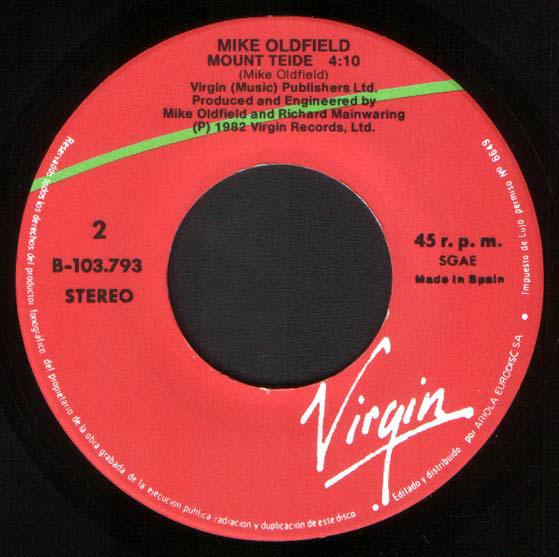 MIKE OLDFIELD
MOUNT TEIDE 4:10
(Mike Oldfield)
Virgin (Music) Publishers Ltd.
Produced and Engineered by
Mike Oldfield and Richard Mainwaring
(P) 1982 Virgin Records, Ltd.
2
B-103.793
STEREO
45 r. p. m.
SGAE
Made in Spain
Virgin
Reservados todos los derechos del productor fonográfico, del propietario de la obra grabada de la ejecución pública radiación y duplicación de este disco
Editado y distribuido por ARIOLA EURODISC SA • Impuesto de Lujo permiso Nº 6649